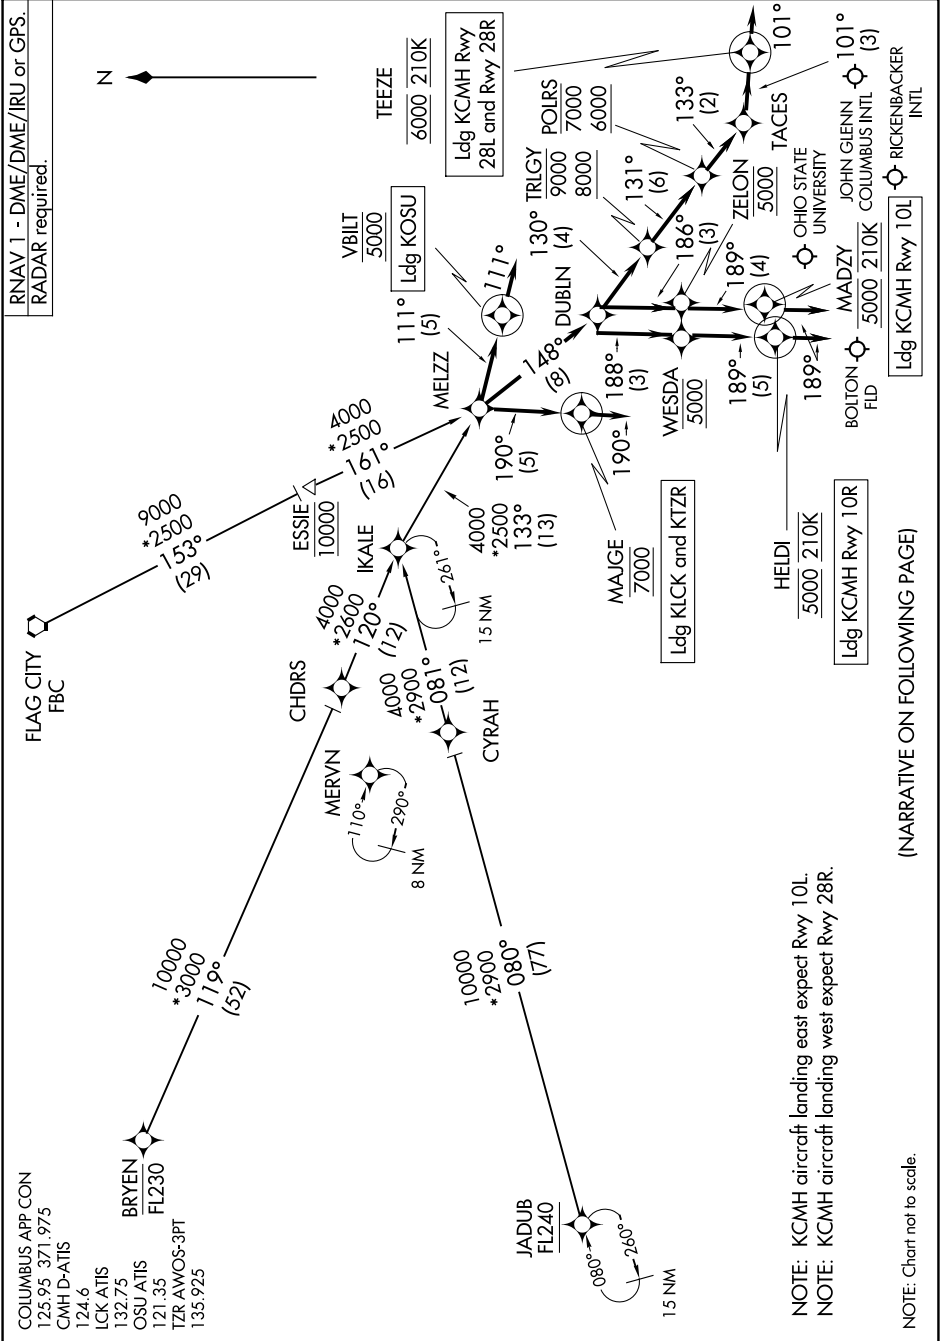 RNAV 1 - DME/DME/IRU or GPS.
RADAR required.
COLUMBUS APP CON
125.95 371.975
CMH D-ATIS
124.6
LCK ATIS
132.75
OSU ATIS
121.35
TZR AWOS-3PT
135.925
N
FLAG CITY
FBC
9000
*2500
153°
(29)
ESSIE
10000
4000
*2500
161°
(16)
BRYEN
FL230
10000
*3000
119°
(52)
CHDRS
4000
*2600
120°
(12)
IKALE
261°
15 NM
4000
*2500
133°
(13)
MERVN
110°
290°
8 NM
JADUB
FL240
080°
260°
15 NM
10000
*2900
080°
(77)
CYRAH
4000
*2900
081°
(12)
MELZZ
111°
(5)
VBILT
5000
Ldg KOSU
111°
148°
(8)
190°
(5)
190°
MAJGE
7000
Ldg KLCK and KTZR
DUBLN
130°
(4)
TRLGY
9000
8000
131°
(6)
POLRS
7000
6000
133°
(2)
TACES
101°
(3)
TEEZE
6000 210K
Ldg KCMH Rwy
28L and Rwy 28R
101°
186°
(3)
ZELON
5000
189°
(4)
MADZY
5000 210K
Ldg KCMH Rwy 10L
188°
(3)
WESDA
5000
189°
(5)
189°
HELDI
5000 210K
Ldg KCMH Rwy 10R
OHIO STATE
UNIVERSITY
JOHN GLENN
COLUMBUS INTL
RICKENBACKER
INTL
BOLTON
FLD
NOTE: KCMH aircraft landing east expect Rwy 10L.
NOTE: KCMH aircraft landing west expect Rwy 28R.
(NARRATIVE ON FOLLOWING PAGE)
NOTE: Chart not to scale.